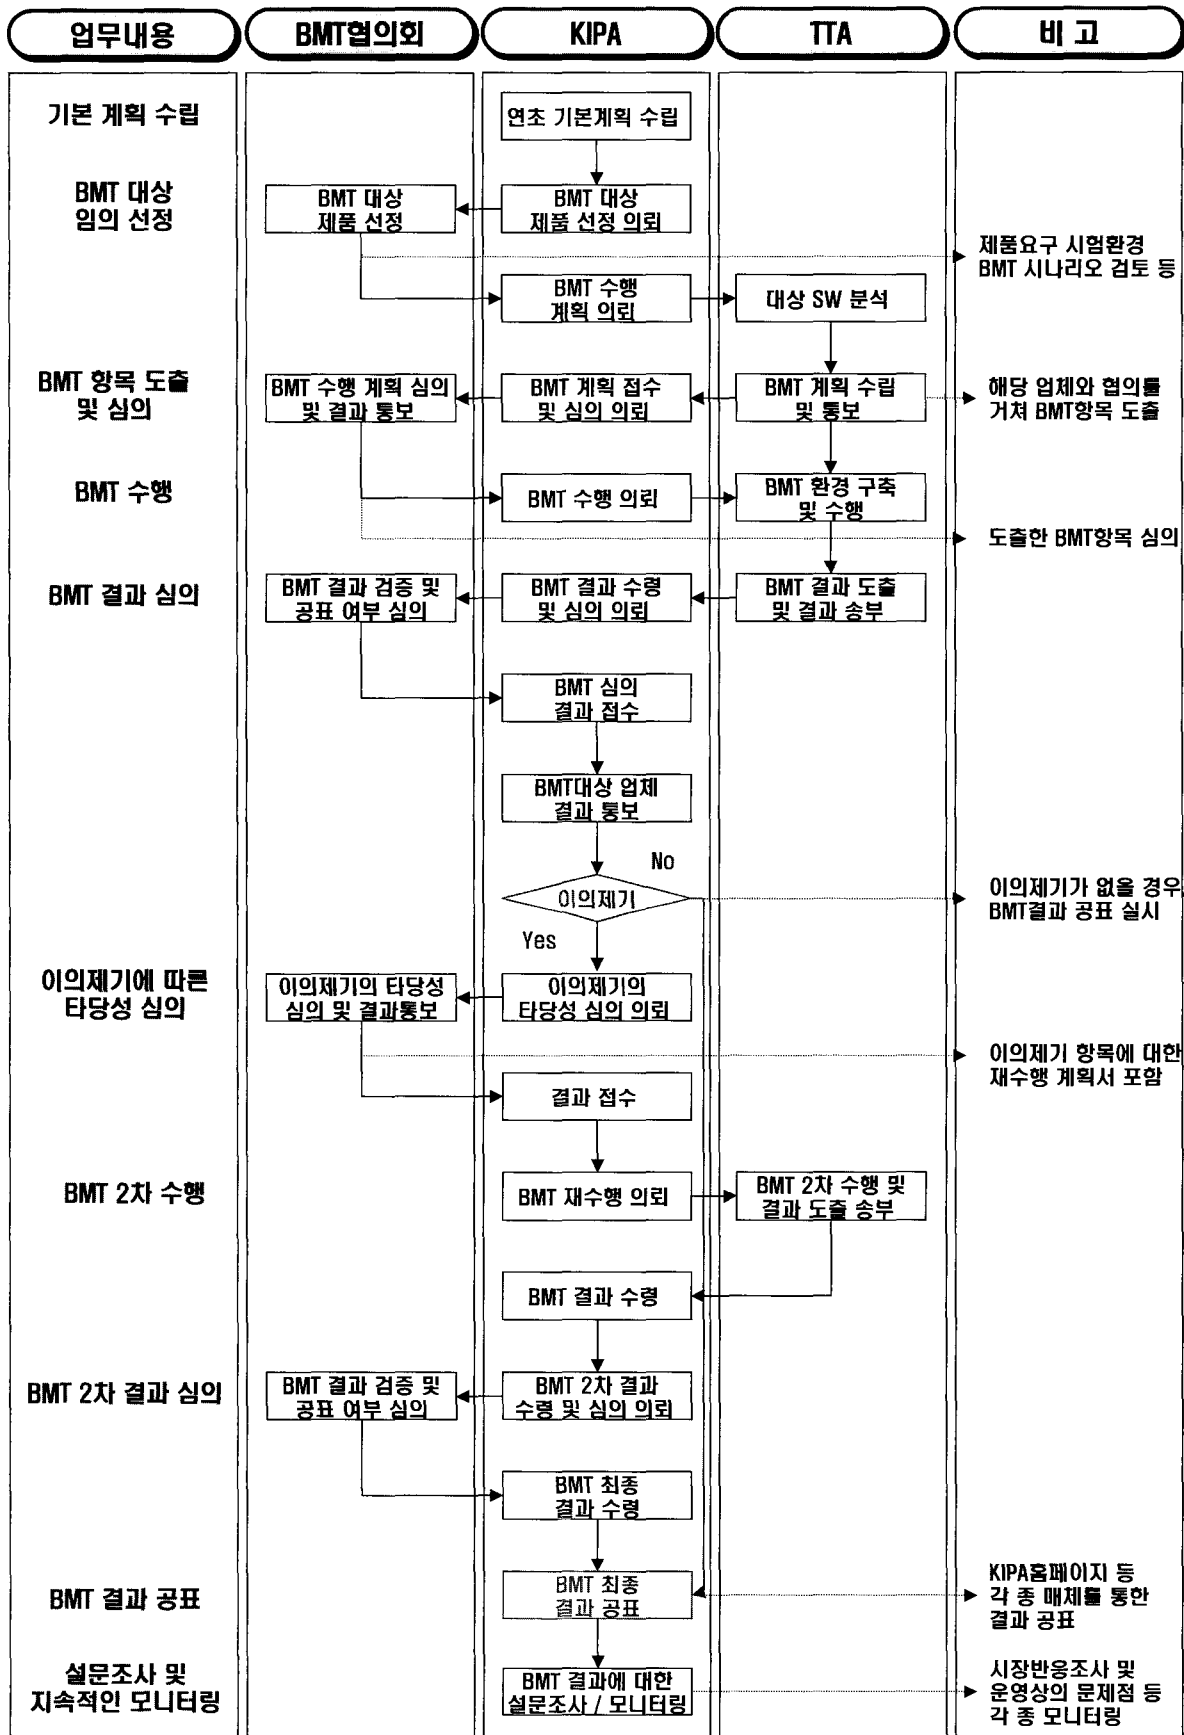 업무내용
BMT협의회
KIPA
TTA
비 고
기본 계획 수립
연초 기본계획 수립
BMT 대상
임의 선정
BMT 대상
제품 선정
BMT 대상
제품 선정 의뢰
제품요구 시험환경
BMT 시나리오 검토 등
BMT 수행
계획 의뢰
대상 SW 분석
BMT 항목 도출
및 심의
BMT 수행 계획 심의
및 결과 통보
BMT 계획 접수
및 심의 의뢰
BMT 계획 수립
및 통보
해당 업체와 협의를
거쳐 BMT항목 도출
BMT 수행
BMT 수행 의뢰
BMT 환경 구축
및 수행
도출한 BMT항목 심의
BMT 결과 심의
BMT 결과 검증 및
공표 여부 심의
BMT 결과 수령
및 심의 의뢰
BMT 결과 도출
및 결과 송부
BMT 심의
결과 접수
BMT대상 업체
결과 통보
No
이의제기
이의제기가 없을 경우
BMT결과 공표 실시
Yes
이의제기에 따른
타당성 심의
이의제기의 타당성
심의 및 결과통보
이의제기의
타당성 심의 의뢰
이의제기 항목에 대한
재수행 계획서 포함
결과 접수
BMT 2차 수행
BMT 재수행 의뢰
BMT 2차 수행 및
결과 도출 송부
BMT 결과 수령
BMT 2차 결과 심의
BMT 결과 검증 및
공표 여부 심의
BMT 2차 결과
수령 및 심의 의뢰
BMT 최종
결과 수령
BMT 결과 공표
BMT 최종
결과 공표
KIPA홈페이지 등
각 종 매체를 통한
결과 공표
설문조사 및
지속적인 모니터링
BMT 결과에 대한
설문조사 / 모니터링
시장반응조사 및
운영상의 문제점 등
각 종 모니터링